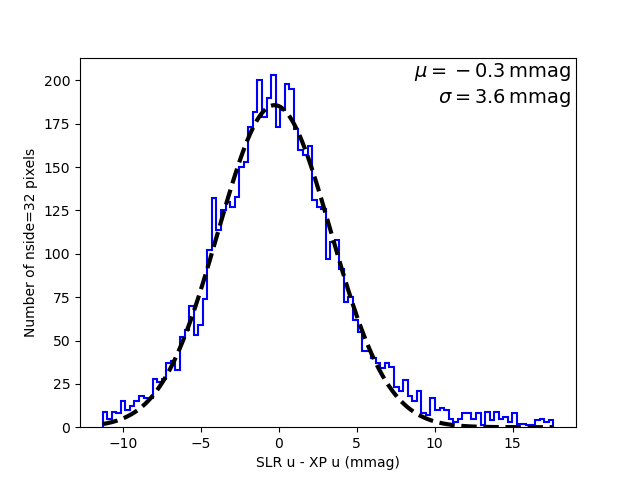 μ = −0.3 mmag
σ = 3.6 mmag
200
175
150
125
100
75
50
25
0
Number of nside=32 pixels
−10 −5 0 5 10 15
SLR u - XP u (mmag)